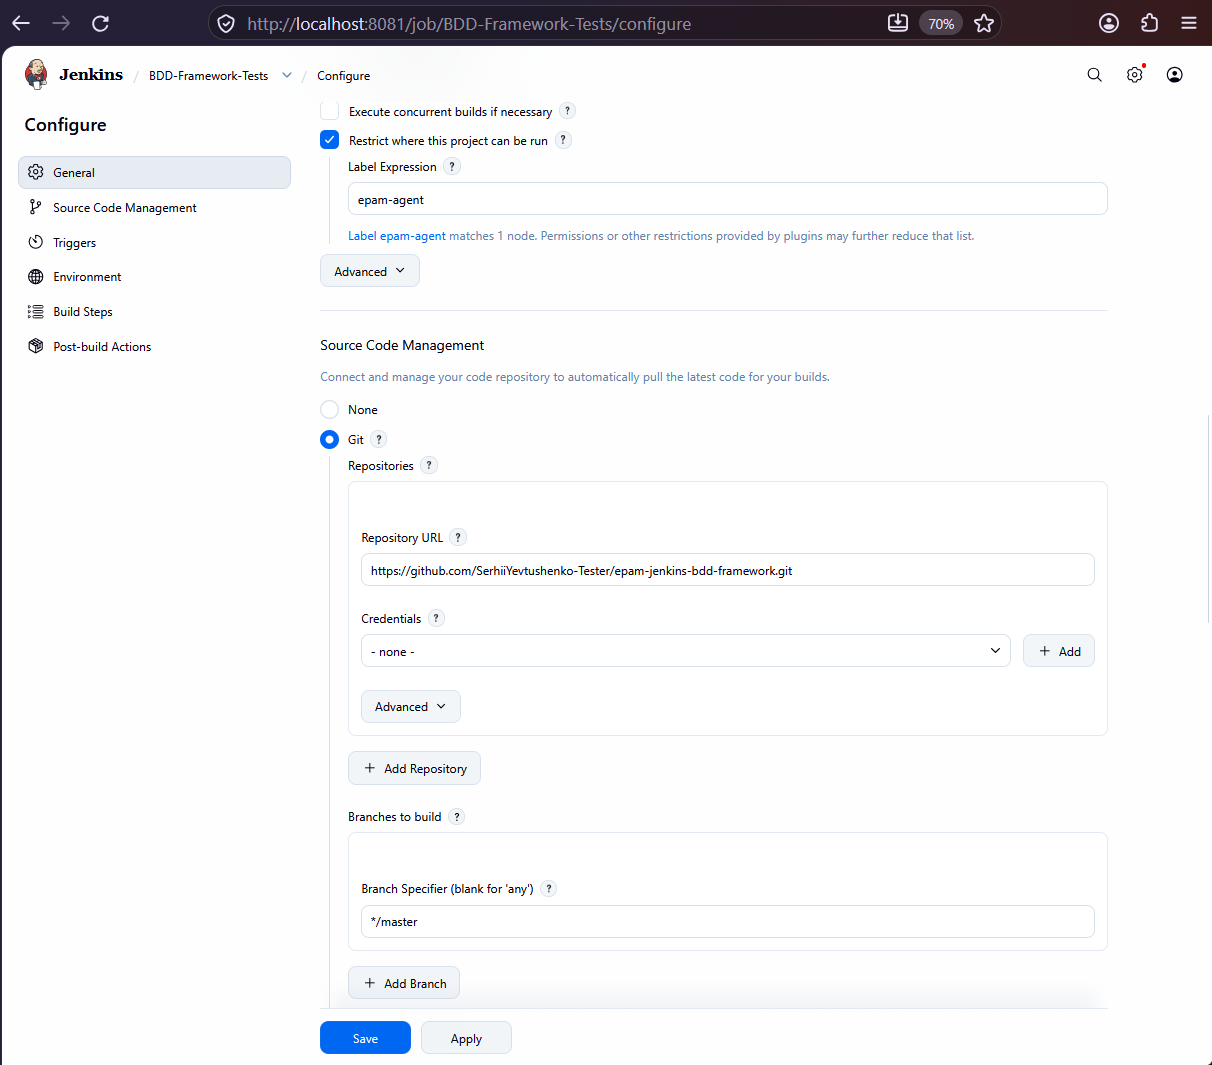 http://localhost:8081/job/BDD-Framework-Tests/configure
70%
Jenkins / BDD-Framework-Tests / Configure
Configure
General
Source Code Management
Triggers
Environment
Build Steps
Post-build Actions
Execute concurrent builds if necessary ?
Restrict where this project can be run ?
Label Expression ?
epam-agent
Label epam-agent matches 1 node. Permissions or other restrictions provided by plugins may further reduce that list.
Advanced
Source Code Management
Connect and manage your code repository to automatically pull the latest code for your builds.
None
Git ?
Repositories ?
Repository URL ?
https://github.com/SerhiiYevtushenko-Tester/epam-jenkins-bdd-framework.git
Credentials ?
- none -
+ Add
Advanced
+ Add Repository
Branches to build ?
Branch Specifier (blank for 'any') ?
*/master
+ Add Branch
Save
Apply